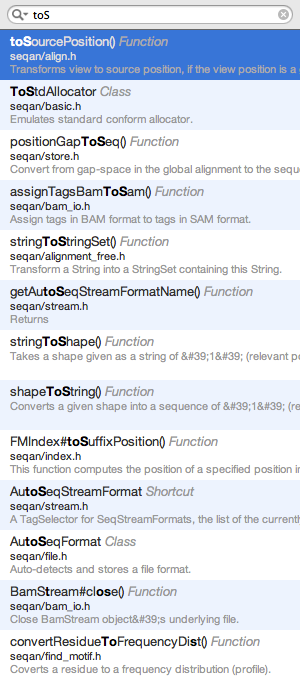 toS
toSourcePosition() Function
seqan/align.h
Transforms view to source position, if the view position is a
ToStdAllocator Class
seqan/basic.h
Emulates standard conform allocator.
positionGapToSeq() Function
seqan/store.h
Convert from gap-space in the global alignment to the seque
assignTagsBamToSam() Function
seqan/bam_io.h
Assign tags in BAM format to tags in SAM format.
stringToStringSet() Function
seqan/alignment_free.h
Transform a String into a StringSet containing this String.
getAutoSeqStreamFormatName() Function
seqan/stream.h
Returns
stringToShape() Function
Takes a shape given as a string of &#39;1&#39; (relevant po
shapeToString() Function
Converts a given shape into a sequence of &#39;1&#39; (re
FMIndex#toSuffixPosition() Function
seqan/index.h
This function computes the position of a specified position in
AutoSeqStreamFormat Shortcut
seqan/stream.h
A TagSelector for SeqStreamFormats, the list of the current
AutoSeqFormat Class
seqan/file.h
Auto-detects and stores a file format.
BamStream#close() Function
seqan/bam_io.h
Close BamStream object&#39;s underlying file.
convertResidueToFrequencyDist() Function
seqan/find_motif.h
Coverts a residue to a frequency distribution (profile).